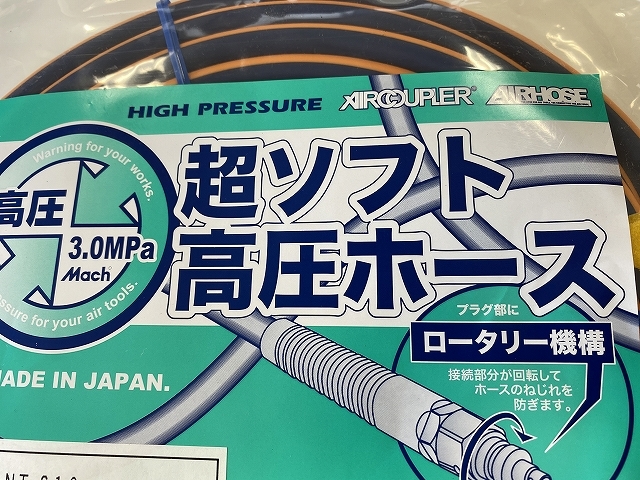 HIGH PRESSURE AIRCOUPLER® AIRHOSE
Warning for your works.
高圧
3.0MPa
Mach
ssure for your air tools.
超ソフト
高圧ホース
プラグ部に
ロータリー機構
接続部分が回転して
ホースのねじれを
防ぎます。
MADE IN JAPAN.